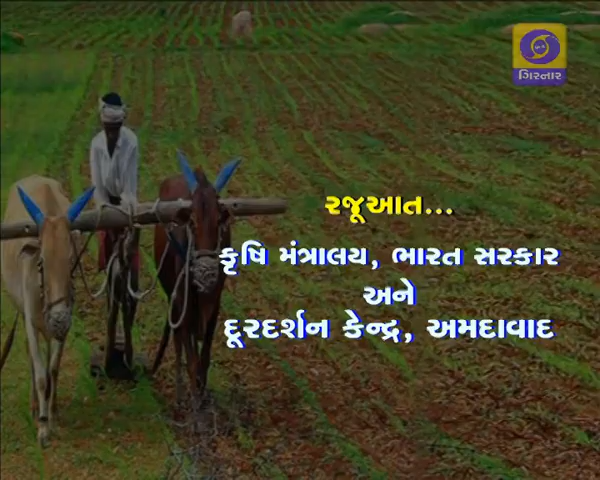 ગિરનાર
રજૂઆત...
કૃષિ મંત્રાલય, ભારત સરકાર
અને
દૂરદર્શન કેન્દ્ર, અમદાવાદ